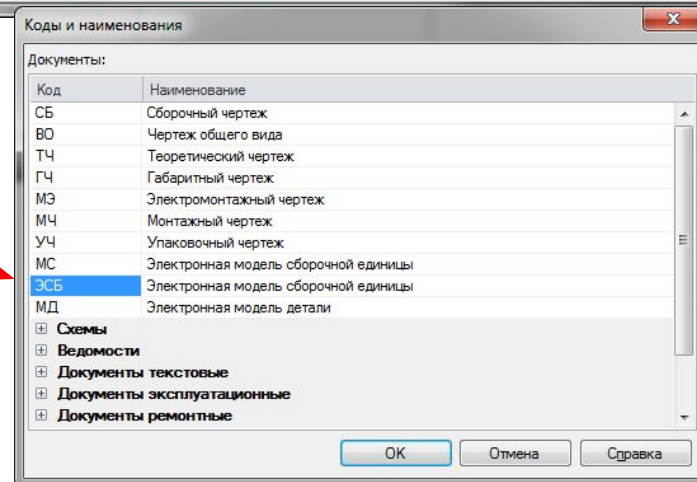 Коды и наименования
Документы:
Код Наименование
СБ Сборочный чертеж
ВО Чертеж общего вида
ТЧ Теоретический чертеж
ГЧ Габаритный чертеж
МЭ Электромонтажный чертеж
МЧ Монтажный чертеж
УЧ Упаковочный чертеж
МС Электронная модель сборочной единицы
ЭСБ Электронная модель сборочной единицы
МД Электронная модель детали
Схемы
Ведомости
Документы текстовые
Документы эксплуатационные
Документы ремонтные
OK Отмена Справка